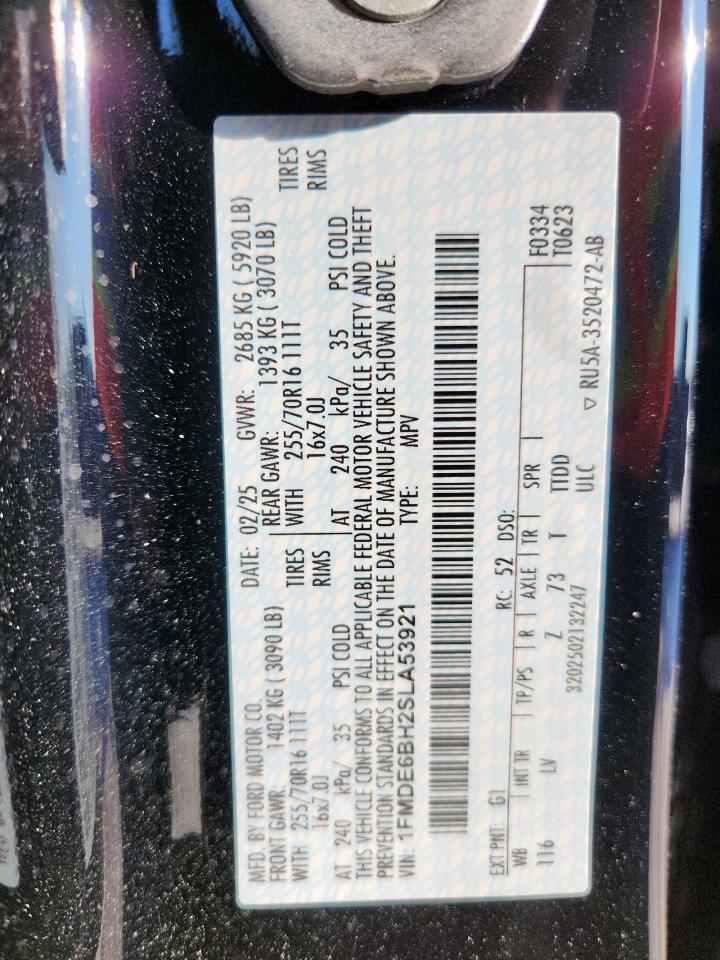 MFD. BY FORD MOTOR CO.
DATE: 02/25 GVWR: 2685 KG ( 5920 LB)
FRONT GAWR: 1402 KG ( 3090 LB) REAR GAWR: 1393 KG ( 3070 LB)
WITH 255/70R16 111T TIRES WITH 255/70R16 111T TIRES
16x7.0J RIMS 16x7.0J RIMS
AT 240 kPa/ 35 PSI COLD AT 240 kPa/ 35 PSI COLD
THIS VEHICLE CONFORMS TO ALL APPLICABLE FEDERAL MOTOR VEHICLE SAFETY AND THEFT
PREVENTION STANDARDS IN EFFECT ON THE DATE OF MANUFACTURE SHOWN ABOVE.
VIN: 1FMDE6BH2SLA53921 TYPE: MPV
EXT PNT: G1 RC: 52 DSO: F0334
WB INT TR TP/PS R AXLE TR SPR T0623
116 LV Z 73 T TTDD
3202502132247 ULC ▽ RU5A-3520472-AB